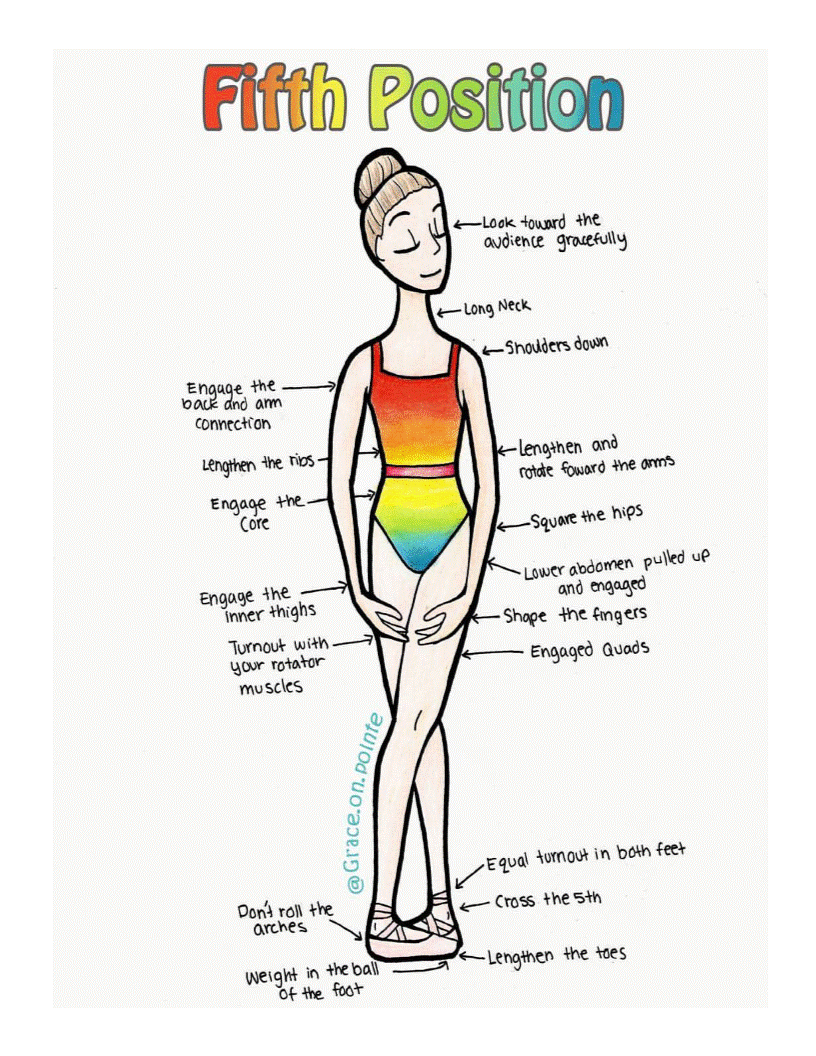 Fifth Position
Look toward the
audience gracefully
Long Neck
Shoulders down
Engage the
back and arm
connection
Lengthen the ribs
Lengthen and
rotate foward the arms
Engage the
Core
Square the hips
Lower abdomen pulled up
and engaged
Engage the
inner thighs
Shape the fingers
Turnout with
your rotator
muscles
Engaged Quads
@Grace.on.pointe
Equal turnout in both feet
Cross the 5th
Don't roll the
arches
Lengthen the toes
Weight in the ball
of the foot